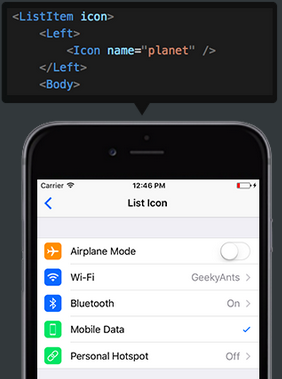 <ListItem icon>
<Left>
<Icon name="planet" />
</Left>
<Body>
Carrier 12:46 PM
List Icon
Airplane Mode
Wi-Fi GeekyAnts
Bluetooth On
Mobile Data
Personal Hotspot Off